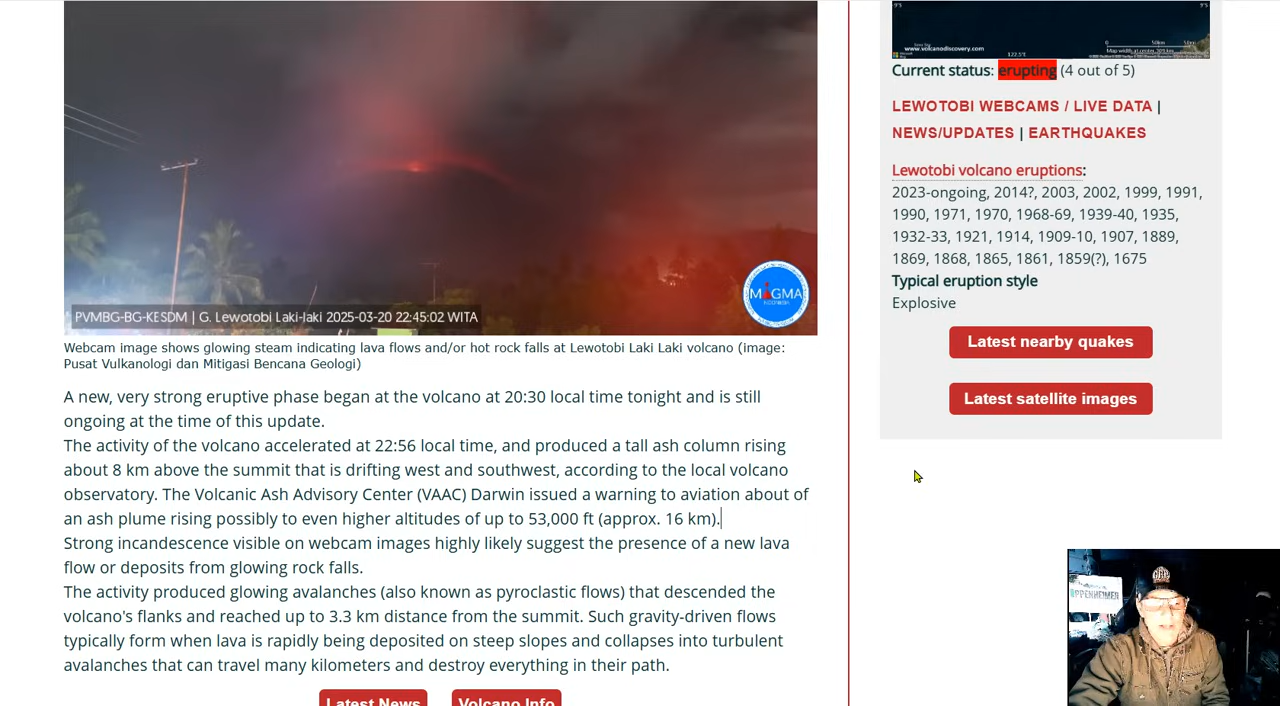 www.volcanodiscovery.com
122.5°E
Current status: erupting (4 out of 5)
LEWOTOBI WEBCAMS / LIVE DATA |
NEWS/UPDATES | EARTHQUAKES
Lewotobi volcano eruptions:
2023-ongoing, 2014?, 2003, 2002, 1999, 1991,
1990, 1971, 1970, 1968-69, 1939-40, 1935,
1932-33, 1921, 1914, 1909-10, 1907, 1889,
1869, 1868, 1865, 1861, 1859(?), 1675
Typical eruption style
Explosive
Latest nearby quakes
Latest satellite images
MAGMA
INDONESIA
PVMBG-BG-KESDM | G. Lewotobi Laki-laki 2025-03-20 22:45:02 WITA
Webcam image shows glowing steam indicating lava flows and/or hot rock falls at Lewotobi Laki Laki volcano (image:
Pusat Vulkanologi dan Mitigasi Bencana Geologi)
A new, very strong eruptive phase began at the volcano at 20:30 local time tonight and is still
ongoing at the time of this update.
The activity of the volcano accelerated at 22:56 local time, and produced a tall ash column rising
about 8 km above the summit that is drifting west and southwest, according to the local volcano
observatory. The Volcanic Ash Advisory Center (VAAC) Darwin issued a warning to aviation about of
an ash plume rising possibly to even higher altitudes of up to 53,000 ft (approx. 16 km).
Strong incandescence visible on webcam images highly likely suggest the presence of a new lava
flow or deposits from glowing rock falls.
The activity produced glowing avalanches (also known as pyroclastic flows) that descended the
volcano's flanks and reached up to 3.3 km distance from the summit. Such gravity-driven flows
typically form when lava is rapidly being deposited on steep slopes and collapses into turbulent
avalanches that can travel many kilometers and destroy everything in their path.
Latest News
Volcano Info